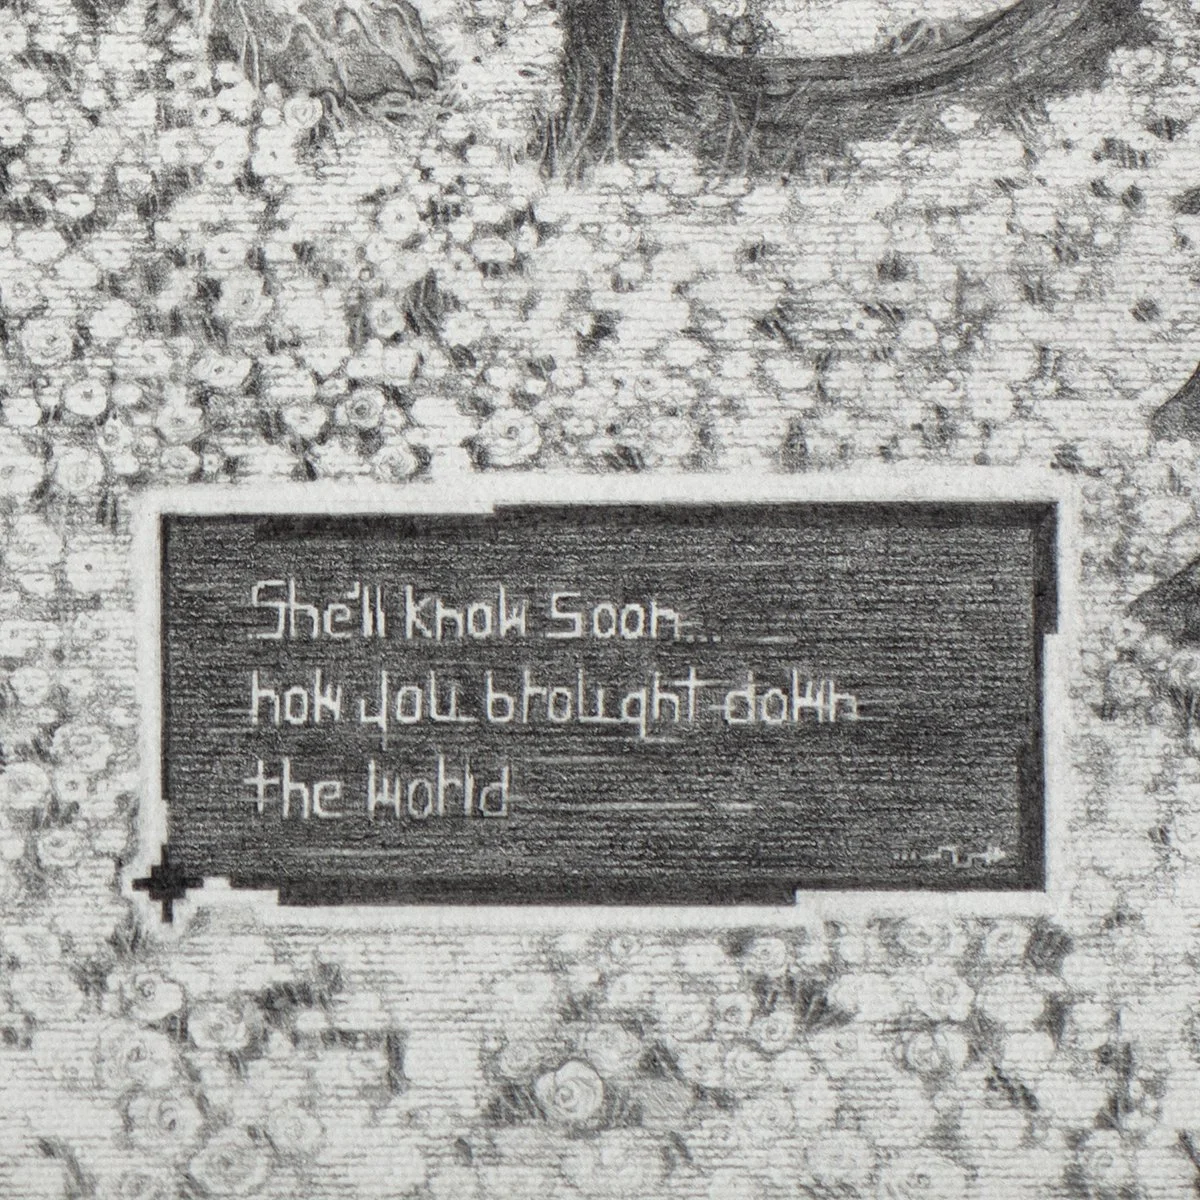 She'll know soon...
how you brought down
the world